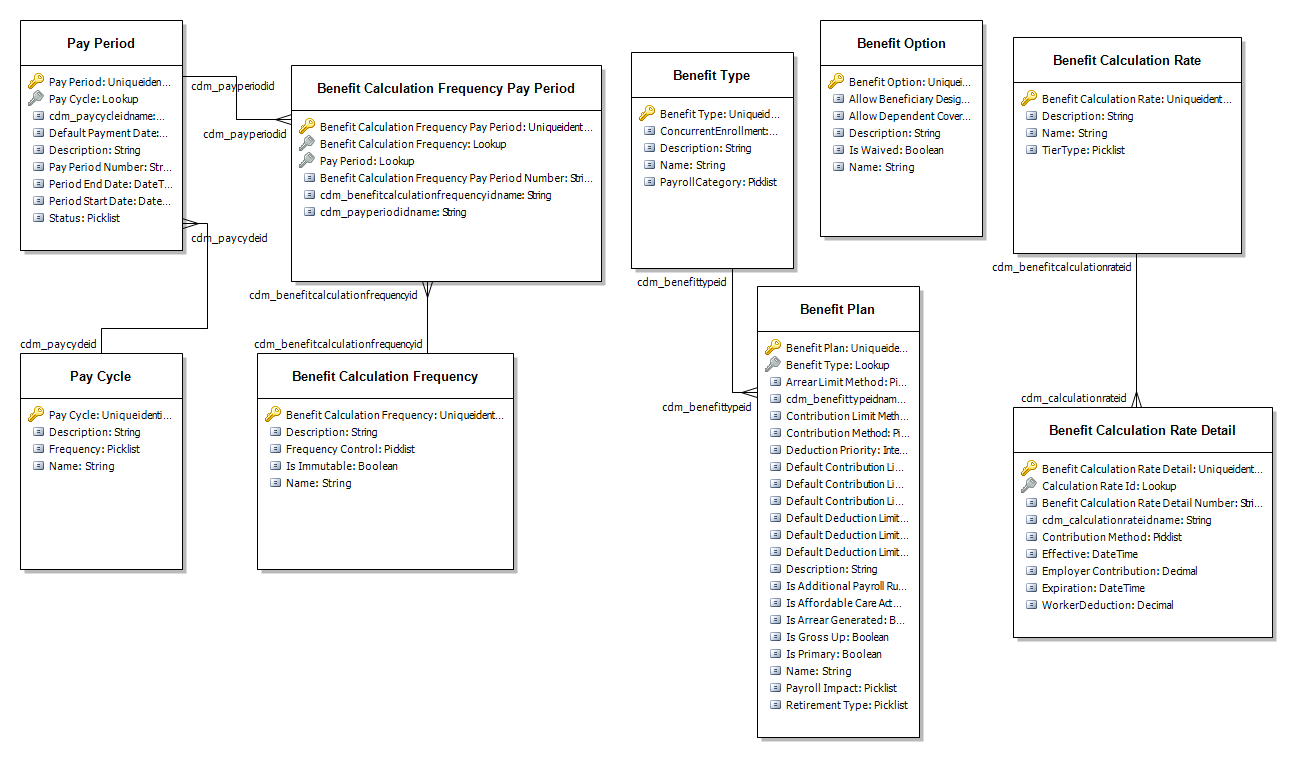 Pay Period
Pay Period: Uniqueiden...
Pay Cycle: Lookup
cdm_paycycleidname:...
Default Payment Date:...
Description: String
Pay Period Number: Str...
Period End Date: DateT...
Period Start Date: Date...
Status: Picklist
cdm_payperiodid
cdm_payperiodid
cdm_paycycleid
cdm_paycycleid
Pay Cycle
Pay Cycle: Uniqueidenti...
Description: String
Frequency: Picklist
Name: String
Benefit Calculation Frequency Pay Period
Benefit Calculation Frequency Pay Period: Uniqueident...
Benefit Calculation Frequency: Lookup
Pay Period: Lookup
Benefit Calculation Frequency Pay Period Number: Stri...
cdm_benefitcalculationfrequencyidname: String
cdm_payperiodidname: String
cdm_benefitcalculationfrequencyid
cdm_benefitcalculationfrequencyid
Benefit Calculation Frequency
Benefit Calculation Frequency: Uniqueident...
Description: String
Frequency Control: Picklist
Is Immutable: Boolean
Name: String
Benefit Type
Benefit Type: Uniqueid...
ConcurrentEnrollment:...
Description: String
Name: String
PayrollCategory: Picklist
cdm_benefittypeid
cdm_benefittypeid
Benefit Option
Benefit Option: Uniquei...
Allow Beneficiary Desig...
Allow Dependent Cover...
Description: String
Is Waived: Boolean
Name: String
Benefit Plan
Benefit Plan: Uniqueide...
Benefit Type: Lookup
Arrear Limit Method: Pi...
cdm_benefittypeidnam...
Contribution Limit Meth...
Contribution Method: Pi...
Deduction Priority: Inte...
Default Contribution Li...
Default Contribution Li...
Default Contribution Li...
Default Deduction Limit...
Default Deduction Limit...
Default Deduction Limit...
Description: String
Is Additional Payroll Ru...
Is Affordable Care Act...
Is Arrear Generated: B...
Is Gross Up: Boolean
Is Primary: Boolean
Name: String
Payroll Impact: Picklist
Retirement Type: Picklist
Benefit Calculation Rate
Benefit Calculation Rate: Uniqueident...
Description: String
Name: String
TierType: Picklist
cdm_benefitcalculationrateid
cdm_calculationrateid
Benefit Calculation Rate Detail
Benefit Calculation Rate Detail: Uniqueident...
Calculation Rate Id: Lookup
Benefit Calculation Rate Detail Number: Stri...
cdm_calculationrateidname: String
Contribution Method: Picklist
Effective: DateTime
Employer Contribution: Decimal
Expiration: DateTime
WorkerDeduction: Decimal